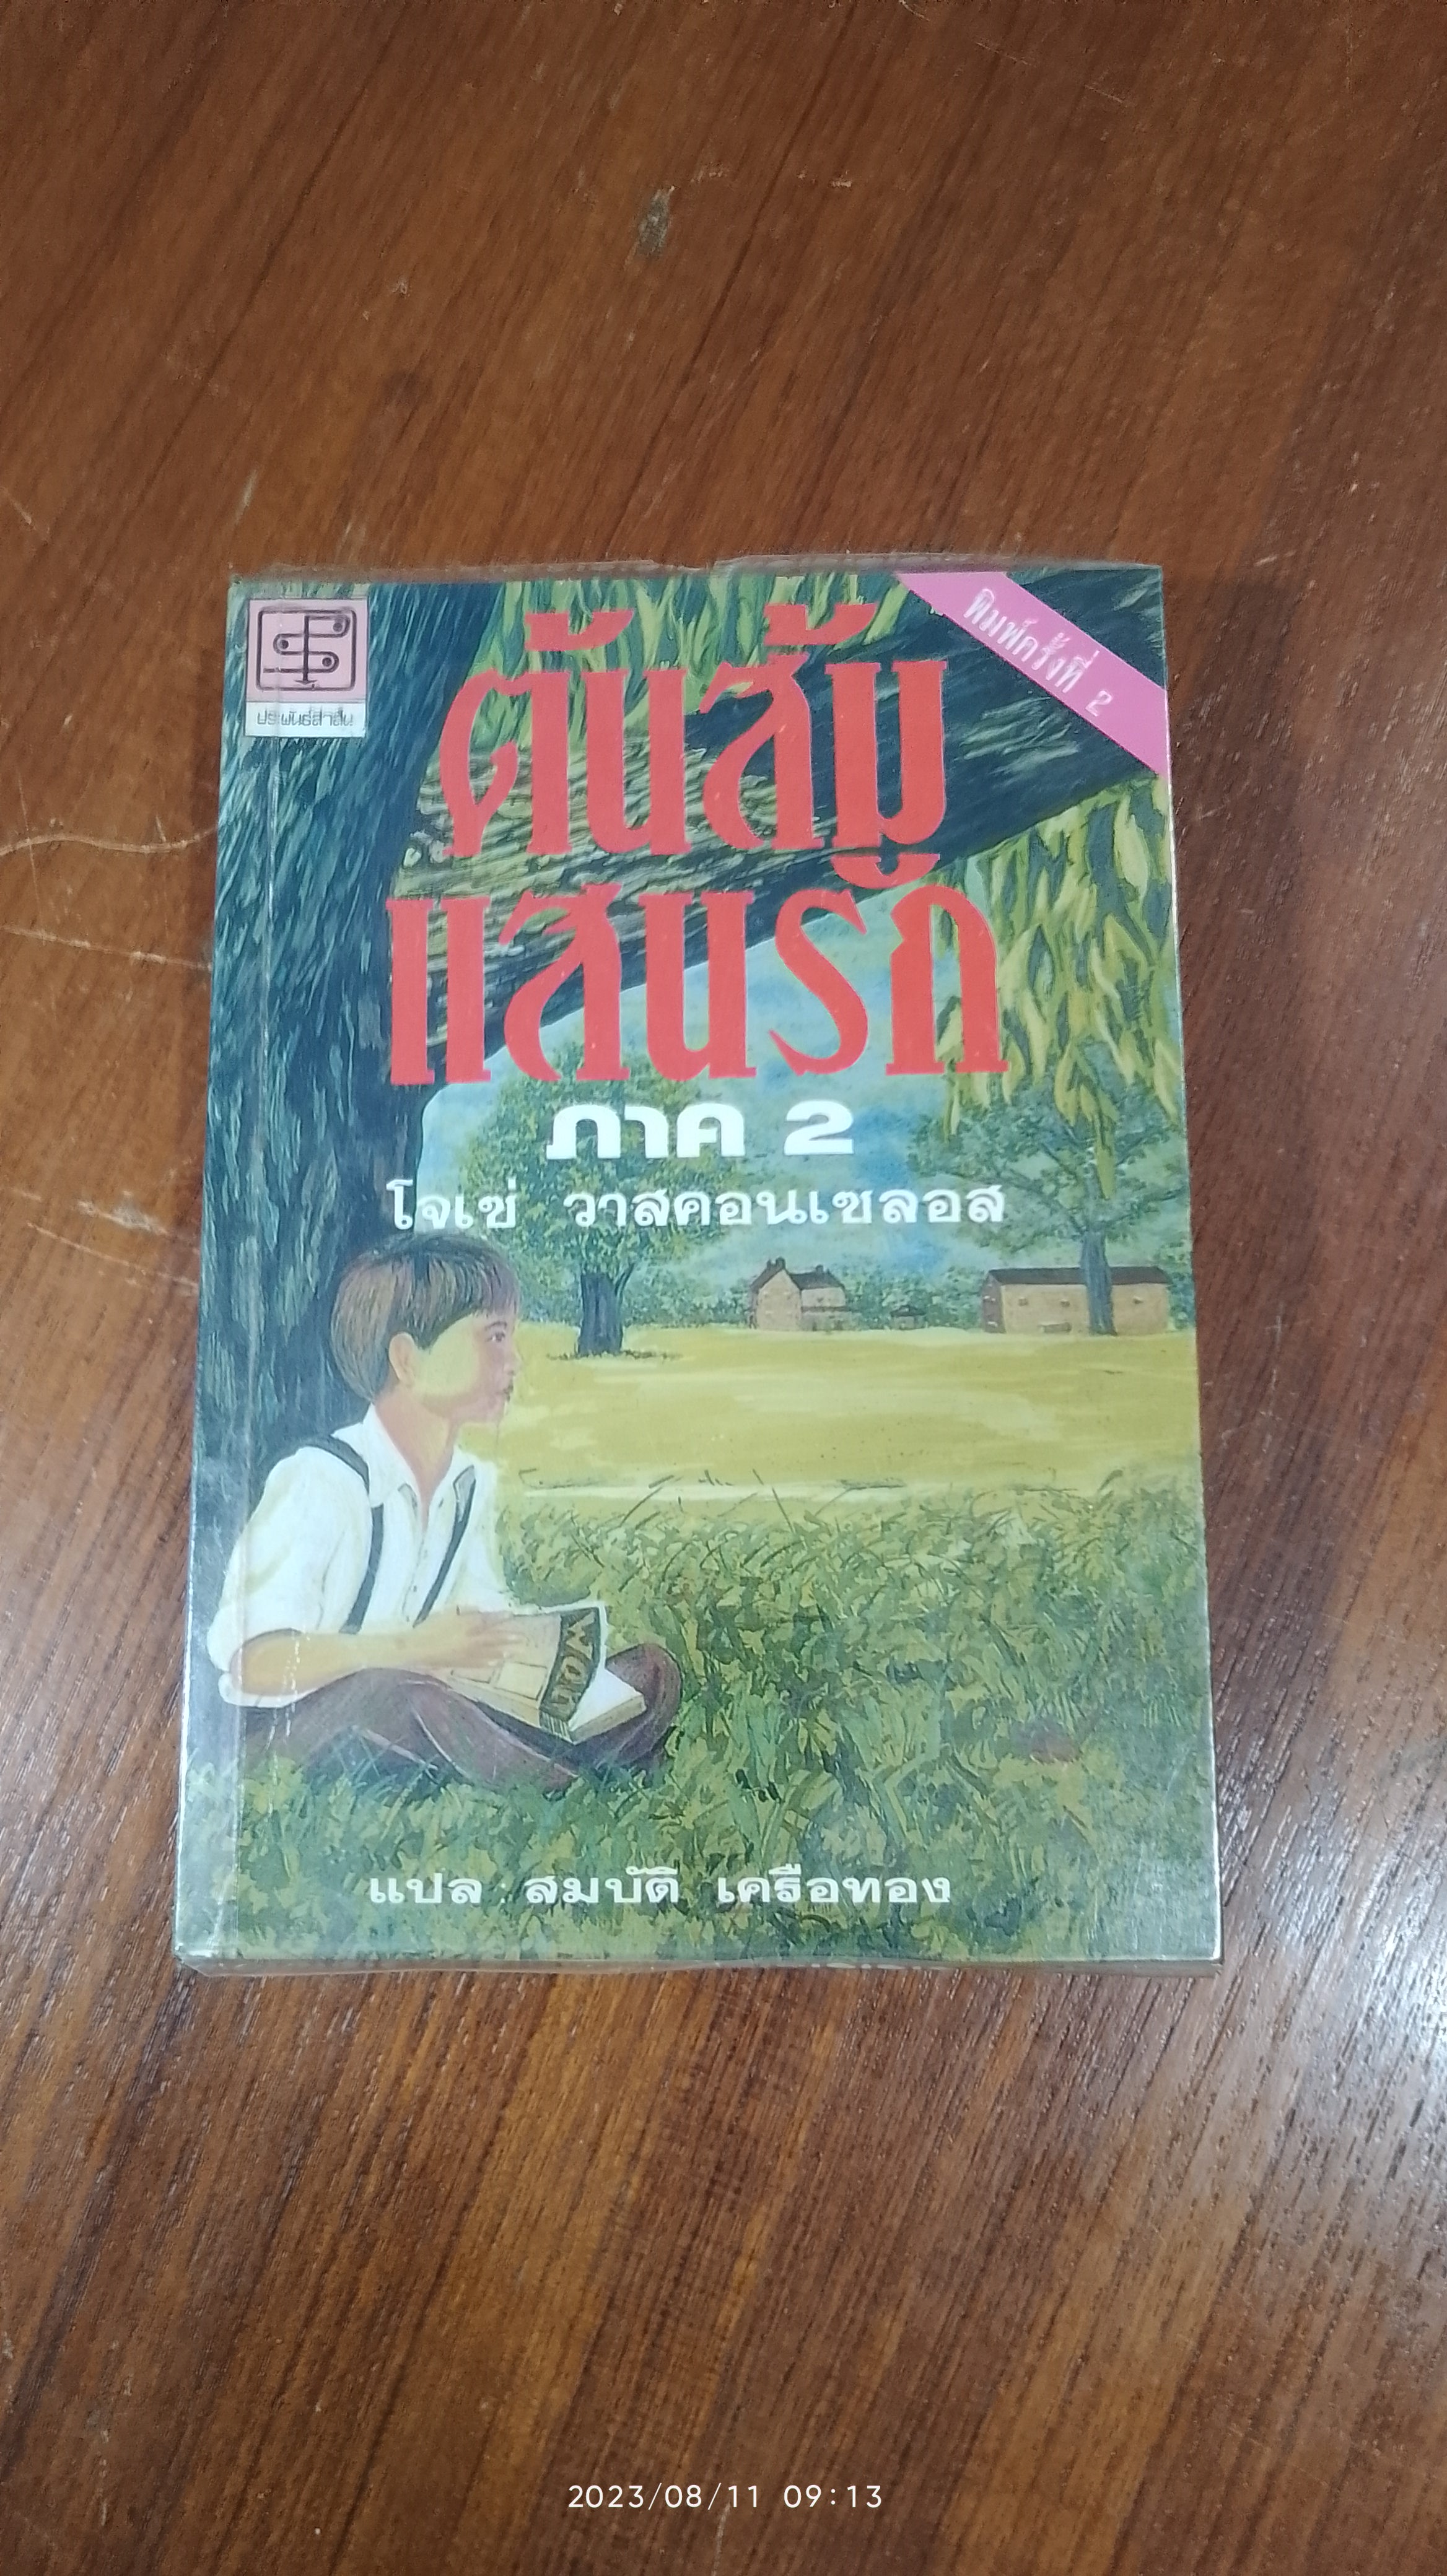 ประพันธ์สาส์น
พิมพ์ครั้งที่ 2
ต้นส้ม
แสนรัก
ภาค 2
โจเซ่ วาสคอนเซลอส
แปล : สมบัติ เครือทอง
2023/08/11 09:13